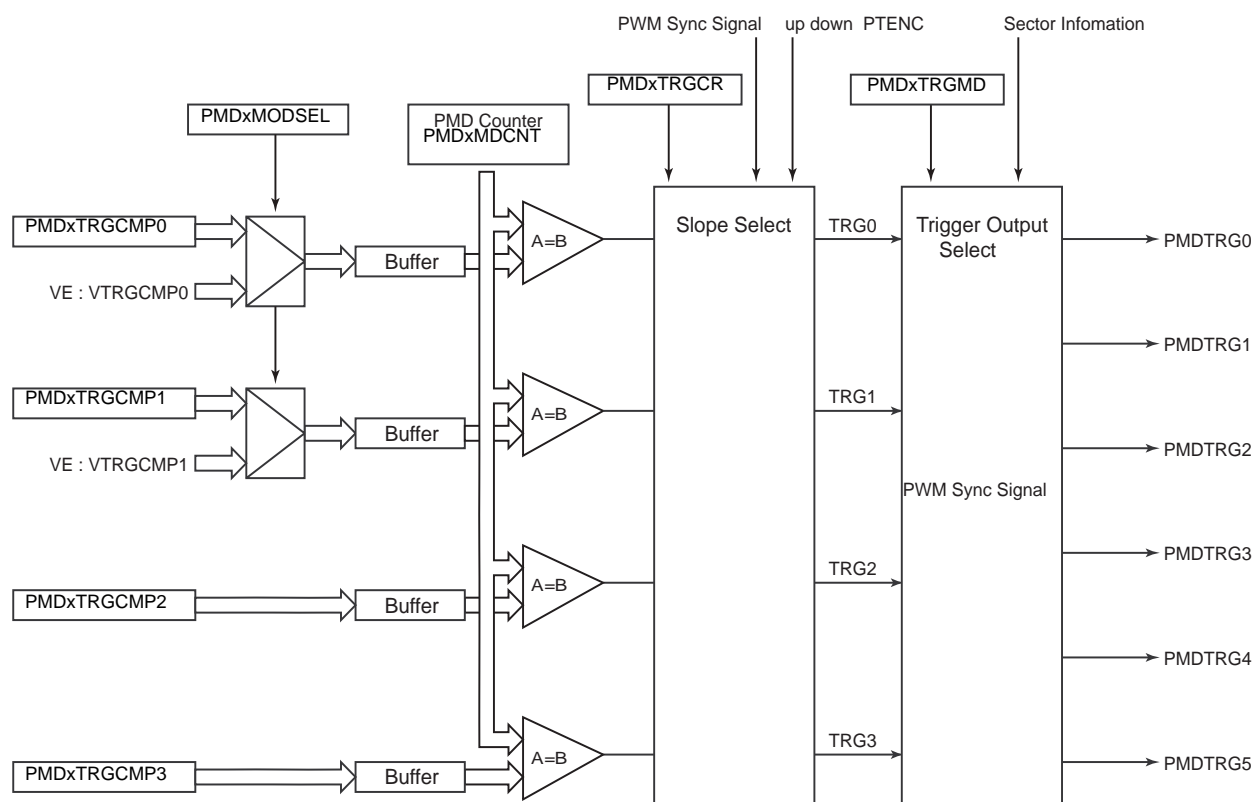 PWM Sync Signal
up down PTENC
Sector Infomation
PMDxTRGCR
PMDxTRGMD
PMDxMODSEL
PMD Counter
PMDxMDCNT
PMDxTRGCMP0
VE : VTRGCMP0
Buffer
A=B
Slope Select
TRG0
Trigger Output
Select
PMDTRG0
PMDTRG1
PMDxTRGCMP1
VE : VTRGCMP1
Buffer
A=B
TRG1
PMDTRG2
PWM Sync Signal
PMDTRG3
PMDxTRGCMP2
Buffer
A=B
TRG2
PMDTRG4
PMDxTRGCMP3
Buffer
A=B
TRG3
PMDTRG5